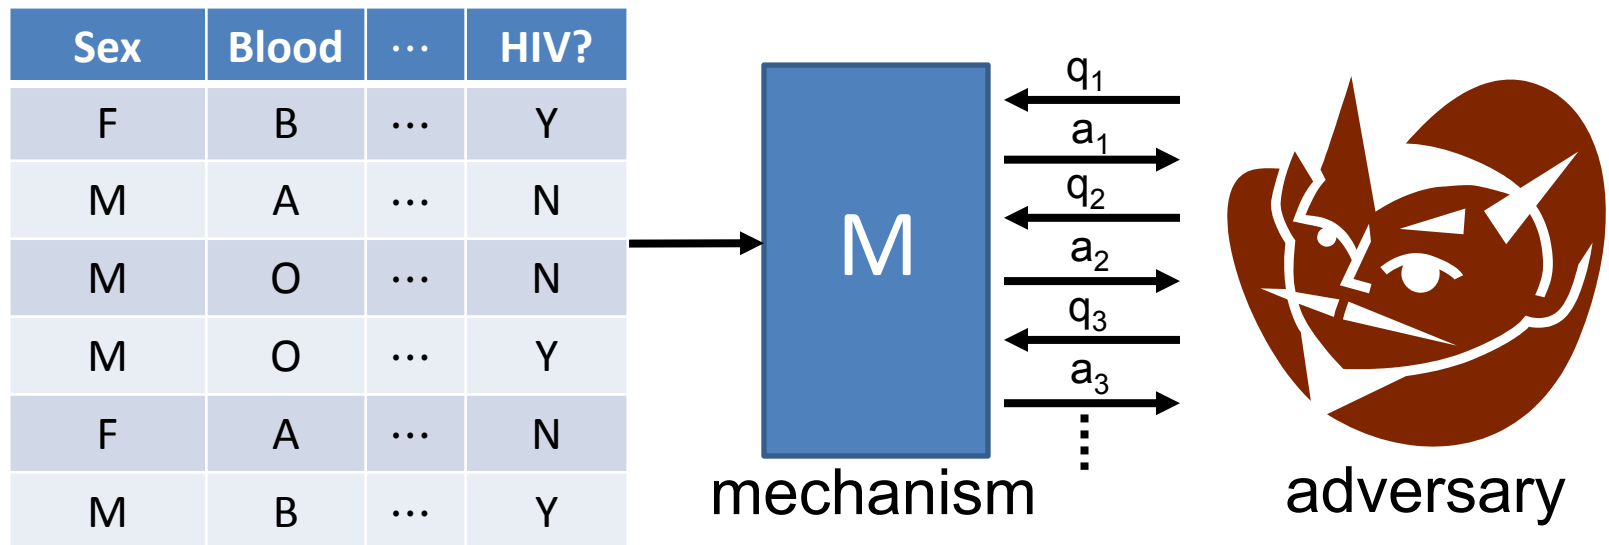 Sex Blood ... HIV?
F B ... Y
M A ... N
M O ... N
M O ... Y
F A ... N
M B ... Y
M
mechanism
q1
a1
q2
a2
q3
a3
adversary